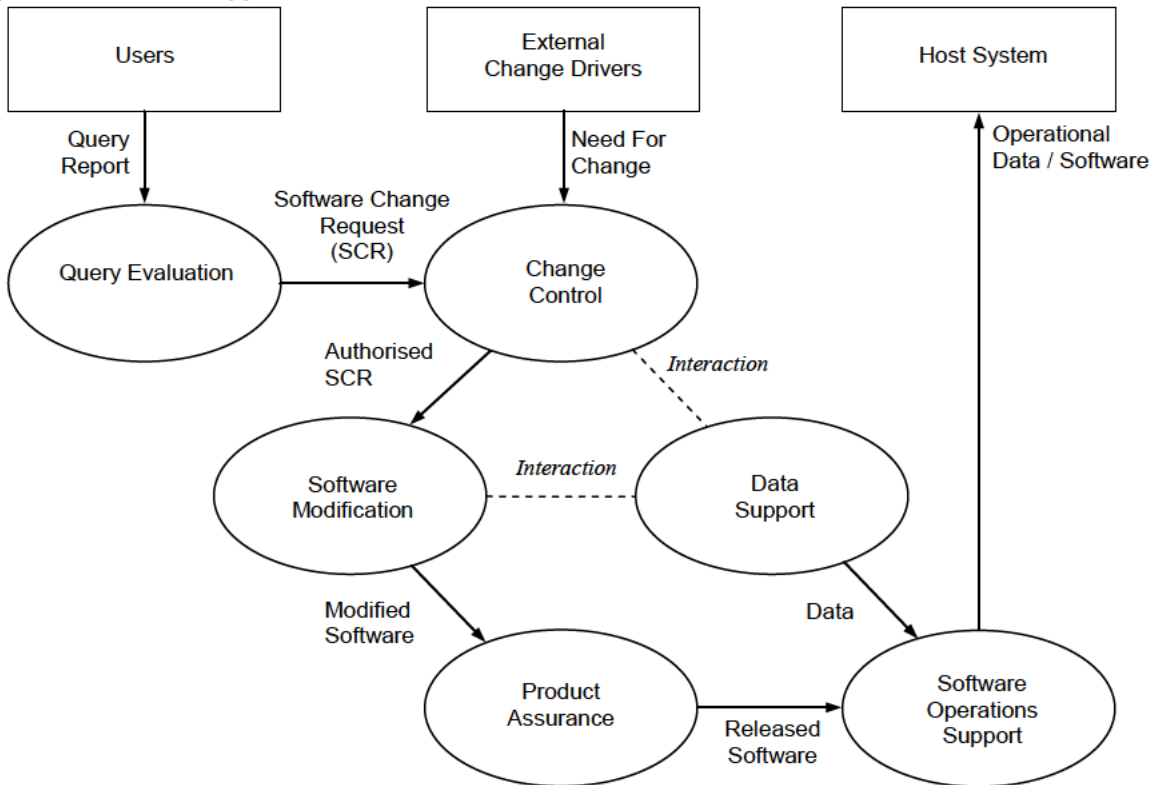 Users
External
Change Drivers
Host System
Query
Report
Need For
Change
Operational
Data / Software
Software Change
Request
(SCR)
Query Evaluation
Change
Control
Authorised
SCR
Interaction
Software
Modification
Interaction
Data
Support
Modified
Software
Data
Product
Assurance
Released
Software
Software
Operations
Support